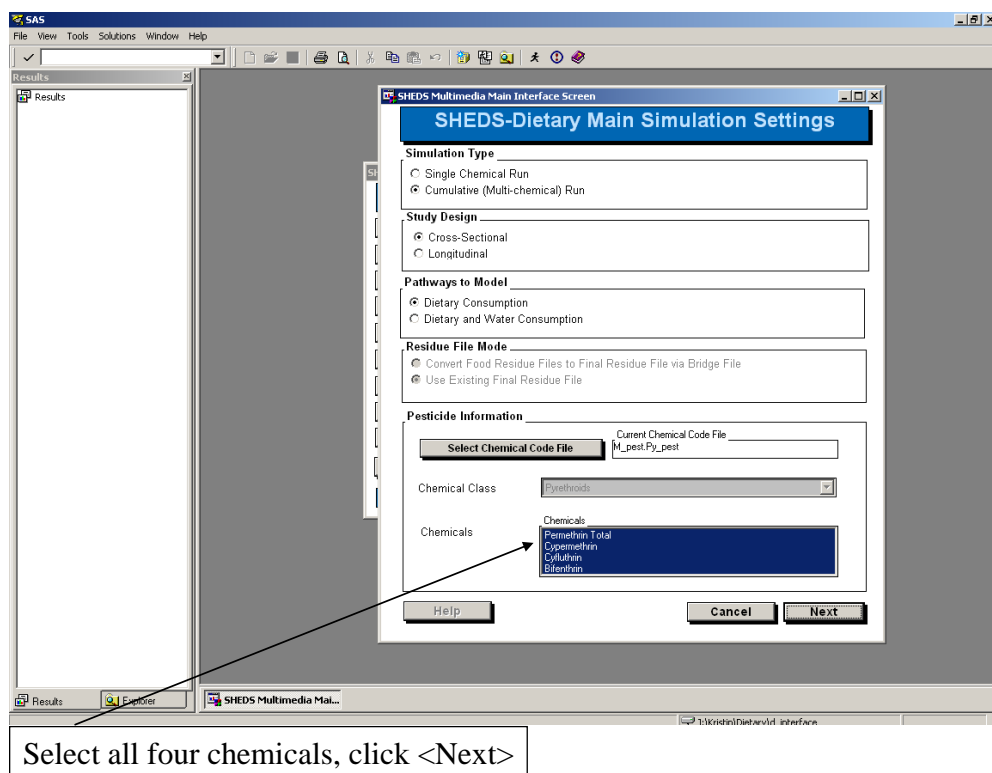 SAS
File View Tools Solutions Window Help
Results
Results
SHEDS Multimedia Main Interface Screen
SHEDS-Dietary Main Simulation Settings
Simulation Type
Single Chemical Run
Cumulative (Multi-chemical) Run
Study Design
Cross-Sectional
Longitudinal
Pathways to Model
Dietary Consumption
Dietary and Water Consumption
Residue File Mode
Convert Food Residue Files to Final Residue File via Bridge File
Use Existing Final Residue File
Pesticide Information
Select Chemical Code File
Current Chemical Code File
M_pest.Py_pest
Chemical Class
Pyrethroids
Chemicals
Chemicals
Permethrin Total
Cypermethrin
Cyfluthrin
Bifenthrin
Help
Cancel
Next
Results
Explorer
SHEDS Multimedia Mai...
J:\Kristin\Dietary\d_interface
Select all four chemicals, click <Next>